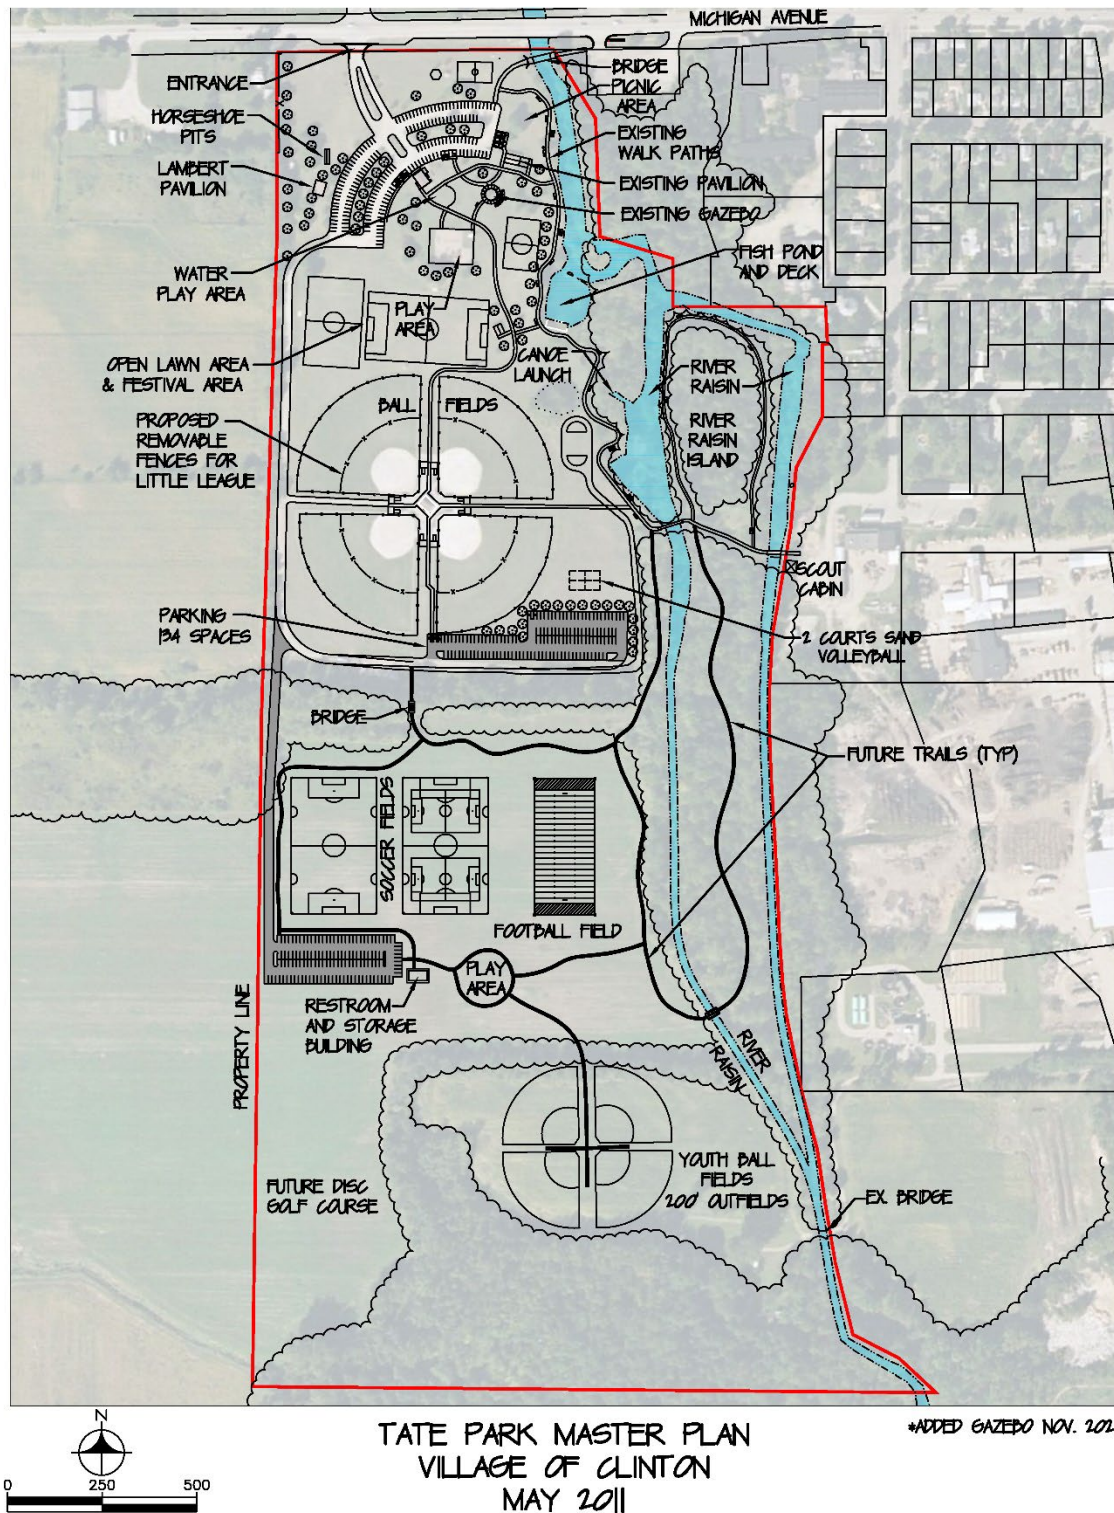 MICHIGAN AVENUE
ENTRANCE
HORSESHOE
PITS
LAMBERT
PAVILION
BRIDGE
PICNIC
AREA
EXISTING
WALK PATHS
EXISTING PAVILION
EXISTING GAZEBO
WATER
PLAY AREA
FISH POND
AND DECK
PLAY
AREA
OPEN LAWN AREA
& FESTIVAL AREA
CANOE
LAUNCH
RIVER
RAISIN
RIVER
RAISIN
ISLAND
BALL FIELDS
PROPOSED
REMOVABLE
FENCES FOR
LITTLE LEAGUE
SCOUT
CABIN
PARKING
134 SPACES
2 COURTS SAND
VOLLEYBALL
BRIDGE
FUTURE TRAILS (TYP)
SOCCER FIELDS
FOOTBALL FIELD
PLAY
AREA
RESTROOM
AND STORAGE
BUILDING
PROPERTY LINE
RIVER
RAISIN
YOUTH BALL
FIELDS
200' OUTFIELDS
FUTURE DISC
GOLF COURSE
EX. BRIDGE
N
0 250 500
TATE PARK MASTER PLAN
VILLAGE OF CLINTON
MAY 2011
*ADDED GAZEBO NOV.